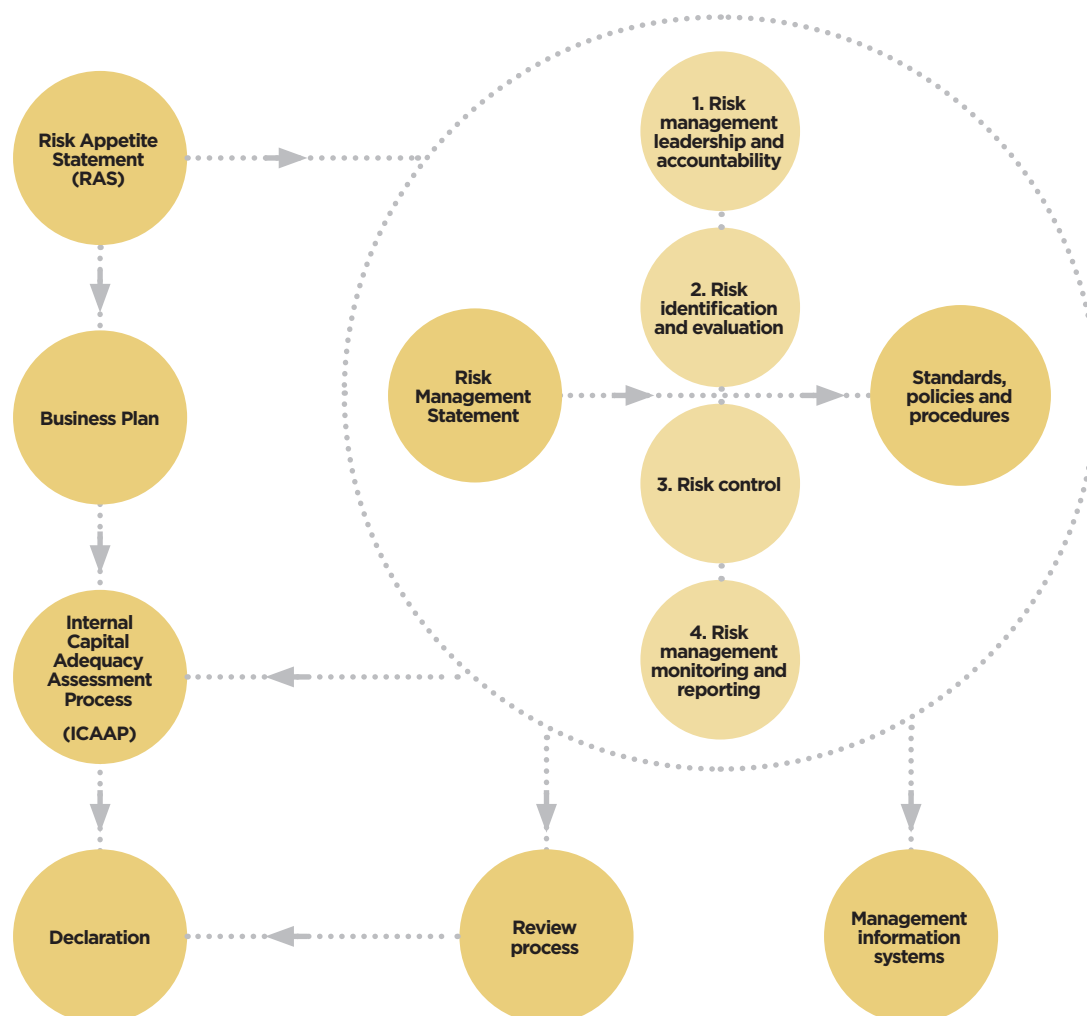 Risk Appetite
Statement
(RAS)
1. Risk
management
leadership and
accountability
2. Risk
identification
and evaluation
Business Plan
Risk
Management
Statement
Standards,
policies and
procedures
3. Risk control
Internal
Capital
Adequacy
Assessment
Process
(ICAAP)
4. Risk
management
monitoring and
reporting
Declaration
Review
process
Management
information
systems